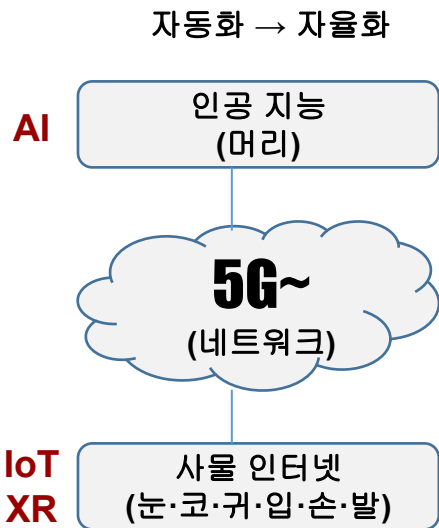 자동화 → 자율화
AI
인공 지능
(머리)
5G~
(네트워크)
IoT
XR
사물 인터넷
(눈·코·귀·입·손·발)